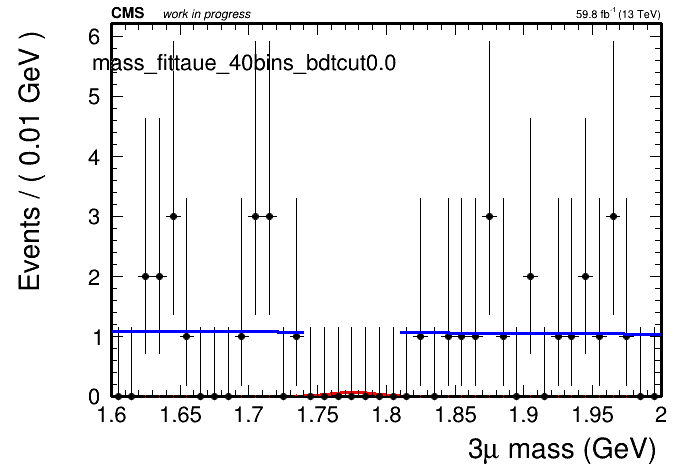 CMS work in progress 59.8 fb⁻¹ (13 TeV)
mass_fittaue_40bins_bdtcut0.0
Events / ( 0.01 GeV )
6
5
4
3
2
1
0
1.6 1.65 1.7 1.75 1.8 1.85 1.9 1.95 2
3μ mass (GeV)